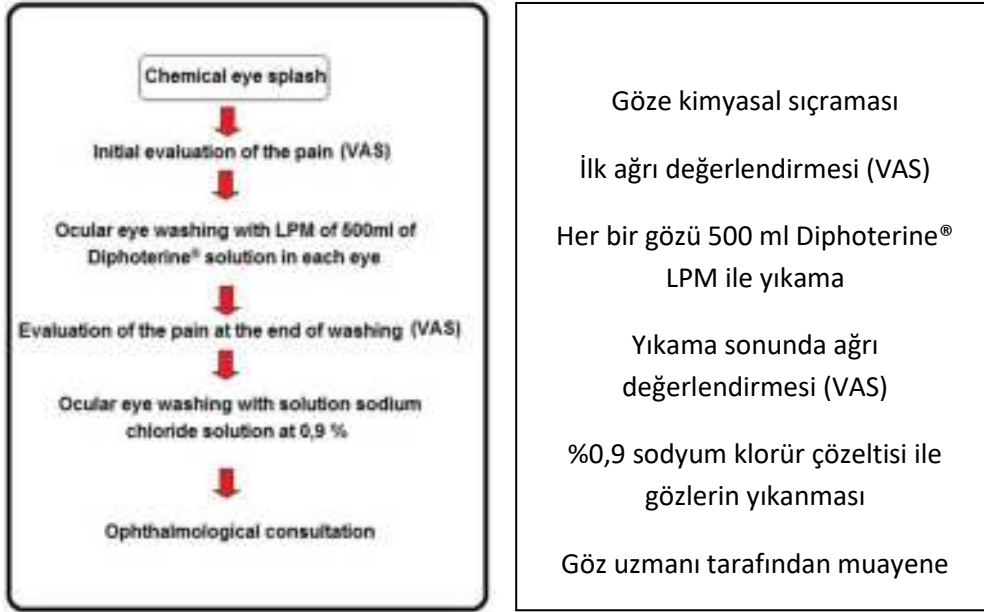 Chemical eye splash
Initial evaluation of the pain (VAS)
Ocular eye washing with LPM of 500ml of
Diphoterine® solution in each eye
Evaluation of the pain at the end of washing (VAS)
Ocular eye washing with solution sodium
chloride solution at 0,9 %
Ophthalmological consultation
Göze kimyasal sıçraması
İlk ağrı değerlendirmesi (VAS)
Her bir gözü 500 ml Diphoterine®
LPM ile yıkama
Yıkama sonunda ağrı
değerlendirmesi (VAS)
%0,9 sodyum klorür çözeltisi ile
gözlerin yıkanması
Göz uzmanı tarafından muayene